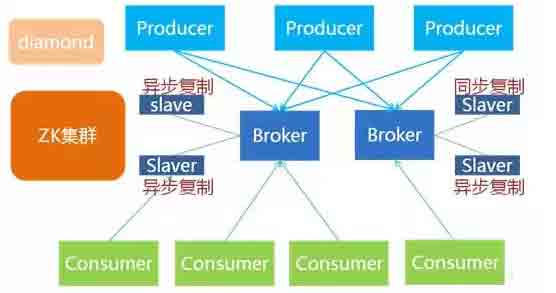 diamond
Producer
Producer
Producer
异步复制
slave
同步复制
Slaver
ZK集群
Broker
Broker
Slaver
异步复制
Slaver
异步复制
Consumer
Consumer
Consumer
Consumer